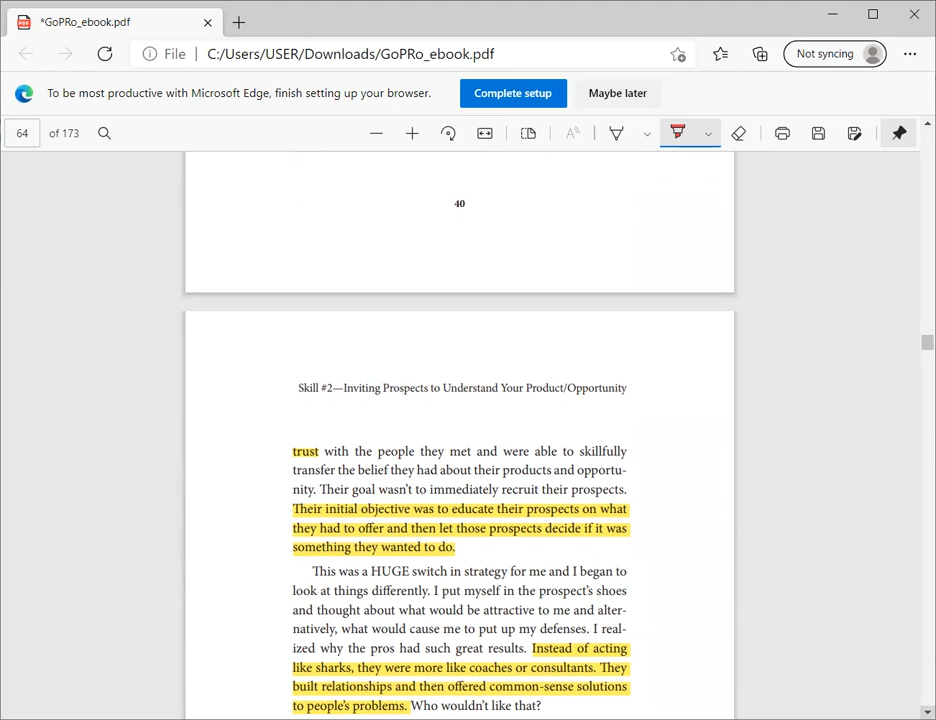 *GoPRo_ebook.pdf
File | C:/Users/USER/Downloads/GoPRo_ebook.pdf
Not syncing
To be most productive with Microsoft Edge, finish setting up your browser.
Complete setup
Maybe later
64 of 173
40
Skill #2—Inviting Prospects to Understand Your Product/Opportunity
trust with the people they met and were able to skillfully
transfer the belief they had about their products and opportu-
nity. Their goal wasn't to immediately recruit their prospects.
Their initial objective was to educate their prospects on what
they had to offer and then let those prospects decide if it was
something they wanted to do.
This was a HUGE switch in strategy for me and I began to
look at things differently. I put myself in the prospect's shoes
and thought about what would be attractive to me and alter-
natively, what would cause me to put up my defenses. I real-
ized why the pros had such great results. Instead of acting
like sharks, they were more like coaches or consultants. They
built relationships and then offered common-sense solutions
to people's problems. Who wouldn't like that?